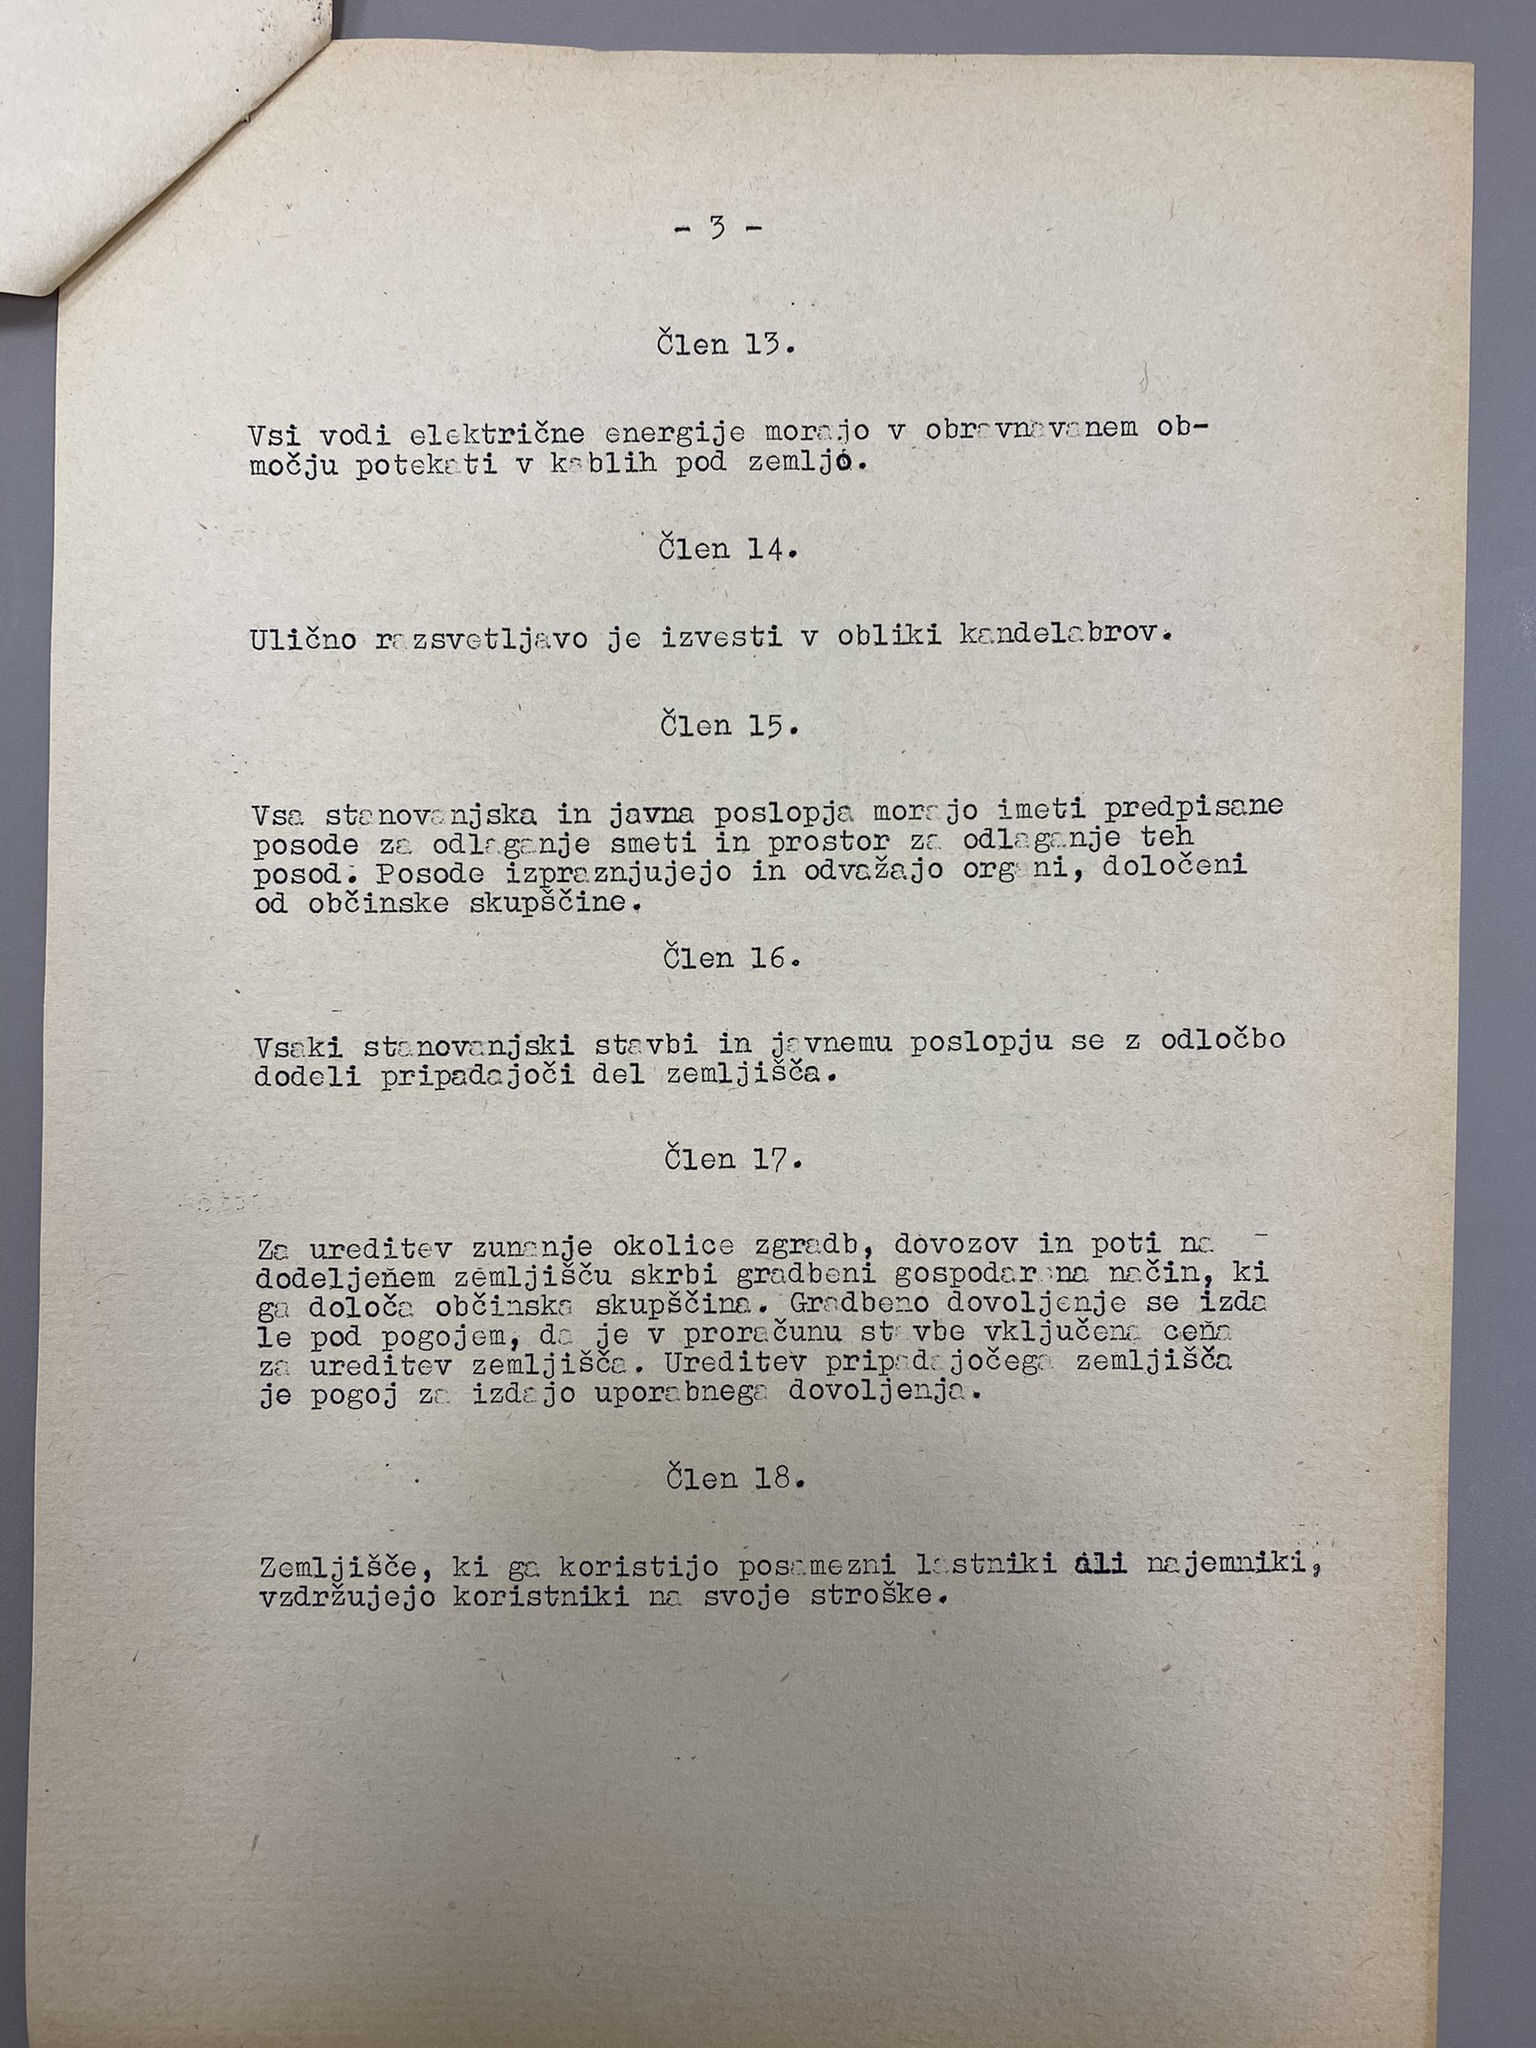 - 3 -
Člen 13.
Vsi vodi električne energije morajo v obravnavanem ob-
močju potekati v kablih pod zemljo.
Člen 14.
Ulično razsvetljavo je izvesti v obliki kandelabrov.
Člen 15.
Vsa stanovanjska in javna poslopja morajo imeti predpisane
posode za odlaganje smeti in prostor za odlaganje teh
posod. Posode izpraznjujejo in odvažajo organi, določeni
od občinske skupščine.
Člen 16.
Vsaki stanovanjski stavbi in javnemu poslopju se z odločbo
dodeli pripadajoči del zemljišča.
Člen 17.
Za ureditev zunanje okolice zgradb, dovozov in poti na -
dodeljenem zemljišču skrbi gradbeni gospodar na način, ki
ga določa občinska skupščina. Gradbeno dovoljenje se izda
le pod pogojem, da je v proračunu stavbe vključena cena
za ureditev zemljišča. Ureditev pripadajočega zemljišča
je pogoj za izdajo uporabnega dovoljenja.
Člen 18.
Zemljišče, ki ga koristijo posamezni lastniki ali najemniki,
vzdržujejo koristniki na svoje stroške.